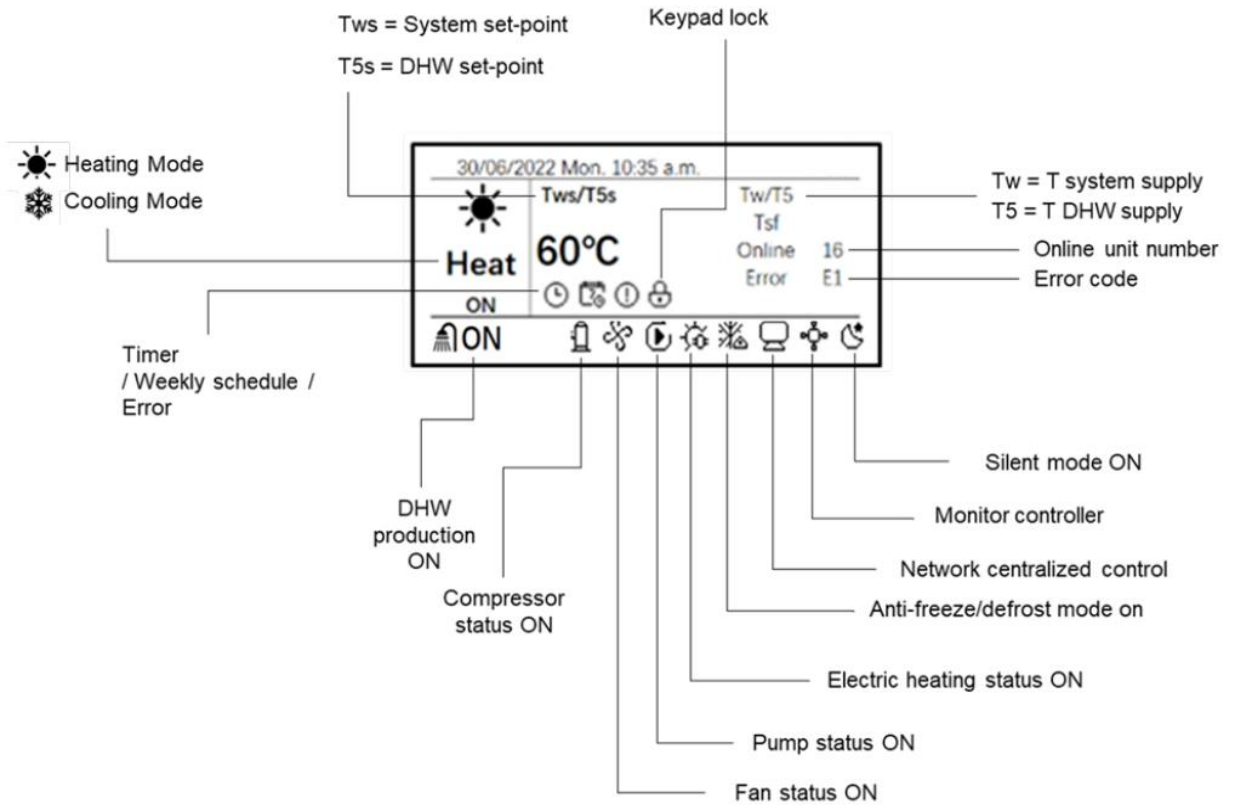 Tws = System set-point
T5s = DHW set-point
Keypad lock
Heating Mode
Cooling Mode
30/06/2022 Mon. 10:35 a.m.
Tws/T5s
Tw/T5
Tsf
60°C
Heat
Online 16
Error E1
ON
ON
Tw = T system supply
T5 = T DHW supply
Online unit number
Error code
Timer
/ Weekly schedule /
Error
DHW
production
ON
Compressor
status ON
Silent mode ON
Monitor controller
Network centralized control
Anti-freeze/defrost mode on
Electric heating status ON
Pump status ON
Fan status ON